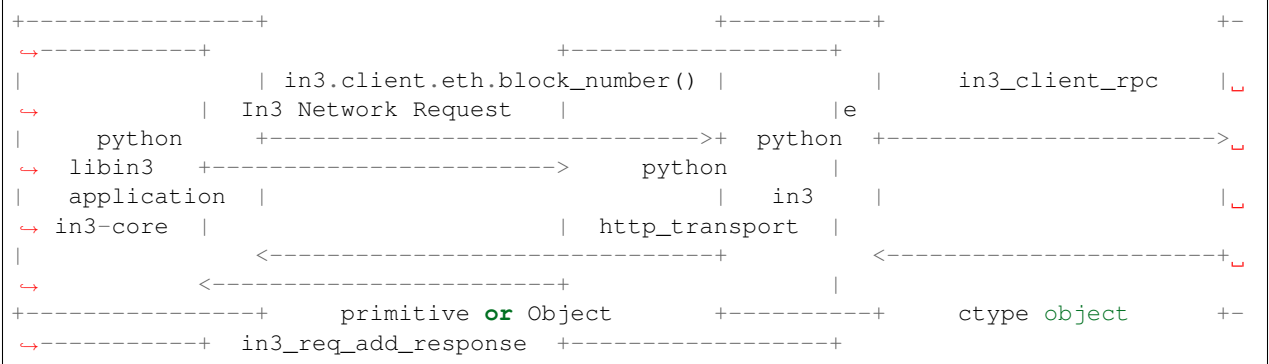 +----------------+ +----------+ +-
↪-----------+ +------------------+
| | in3.client.eth.block_number() | | in3_client_rpc |␣
↪ | In3 Network Request | |e
| python +------------------------------->+ python +------------------------>␣
↪ libin3 +-------------------------> python |
| application | | in3 | |␣
↪ in3-core | | http_transport |
| <--------------------------------+ <------------------------+␣
↪ <-------------------------+ |
+----------------+ primitive or Object +----------+ ctype object +-
↪-----------+ in3_req_add_response +------------------+